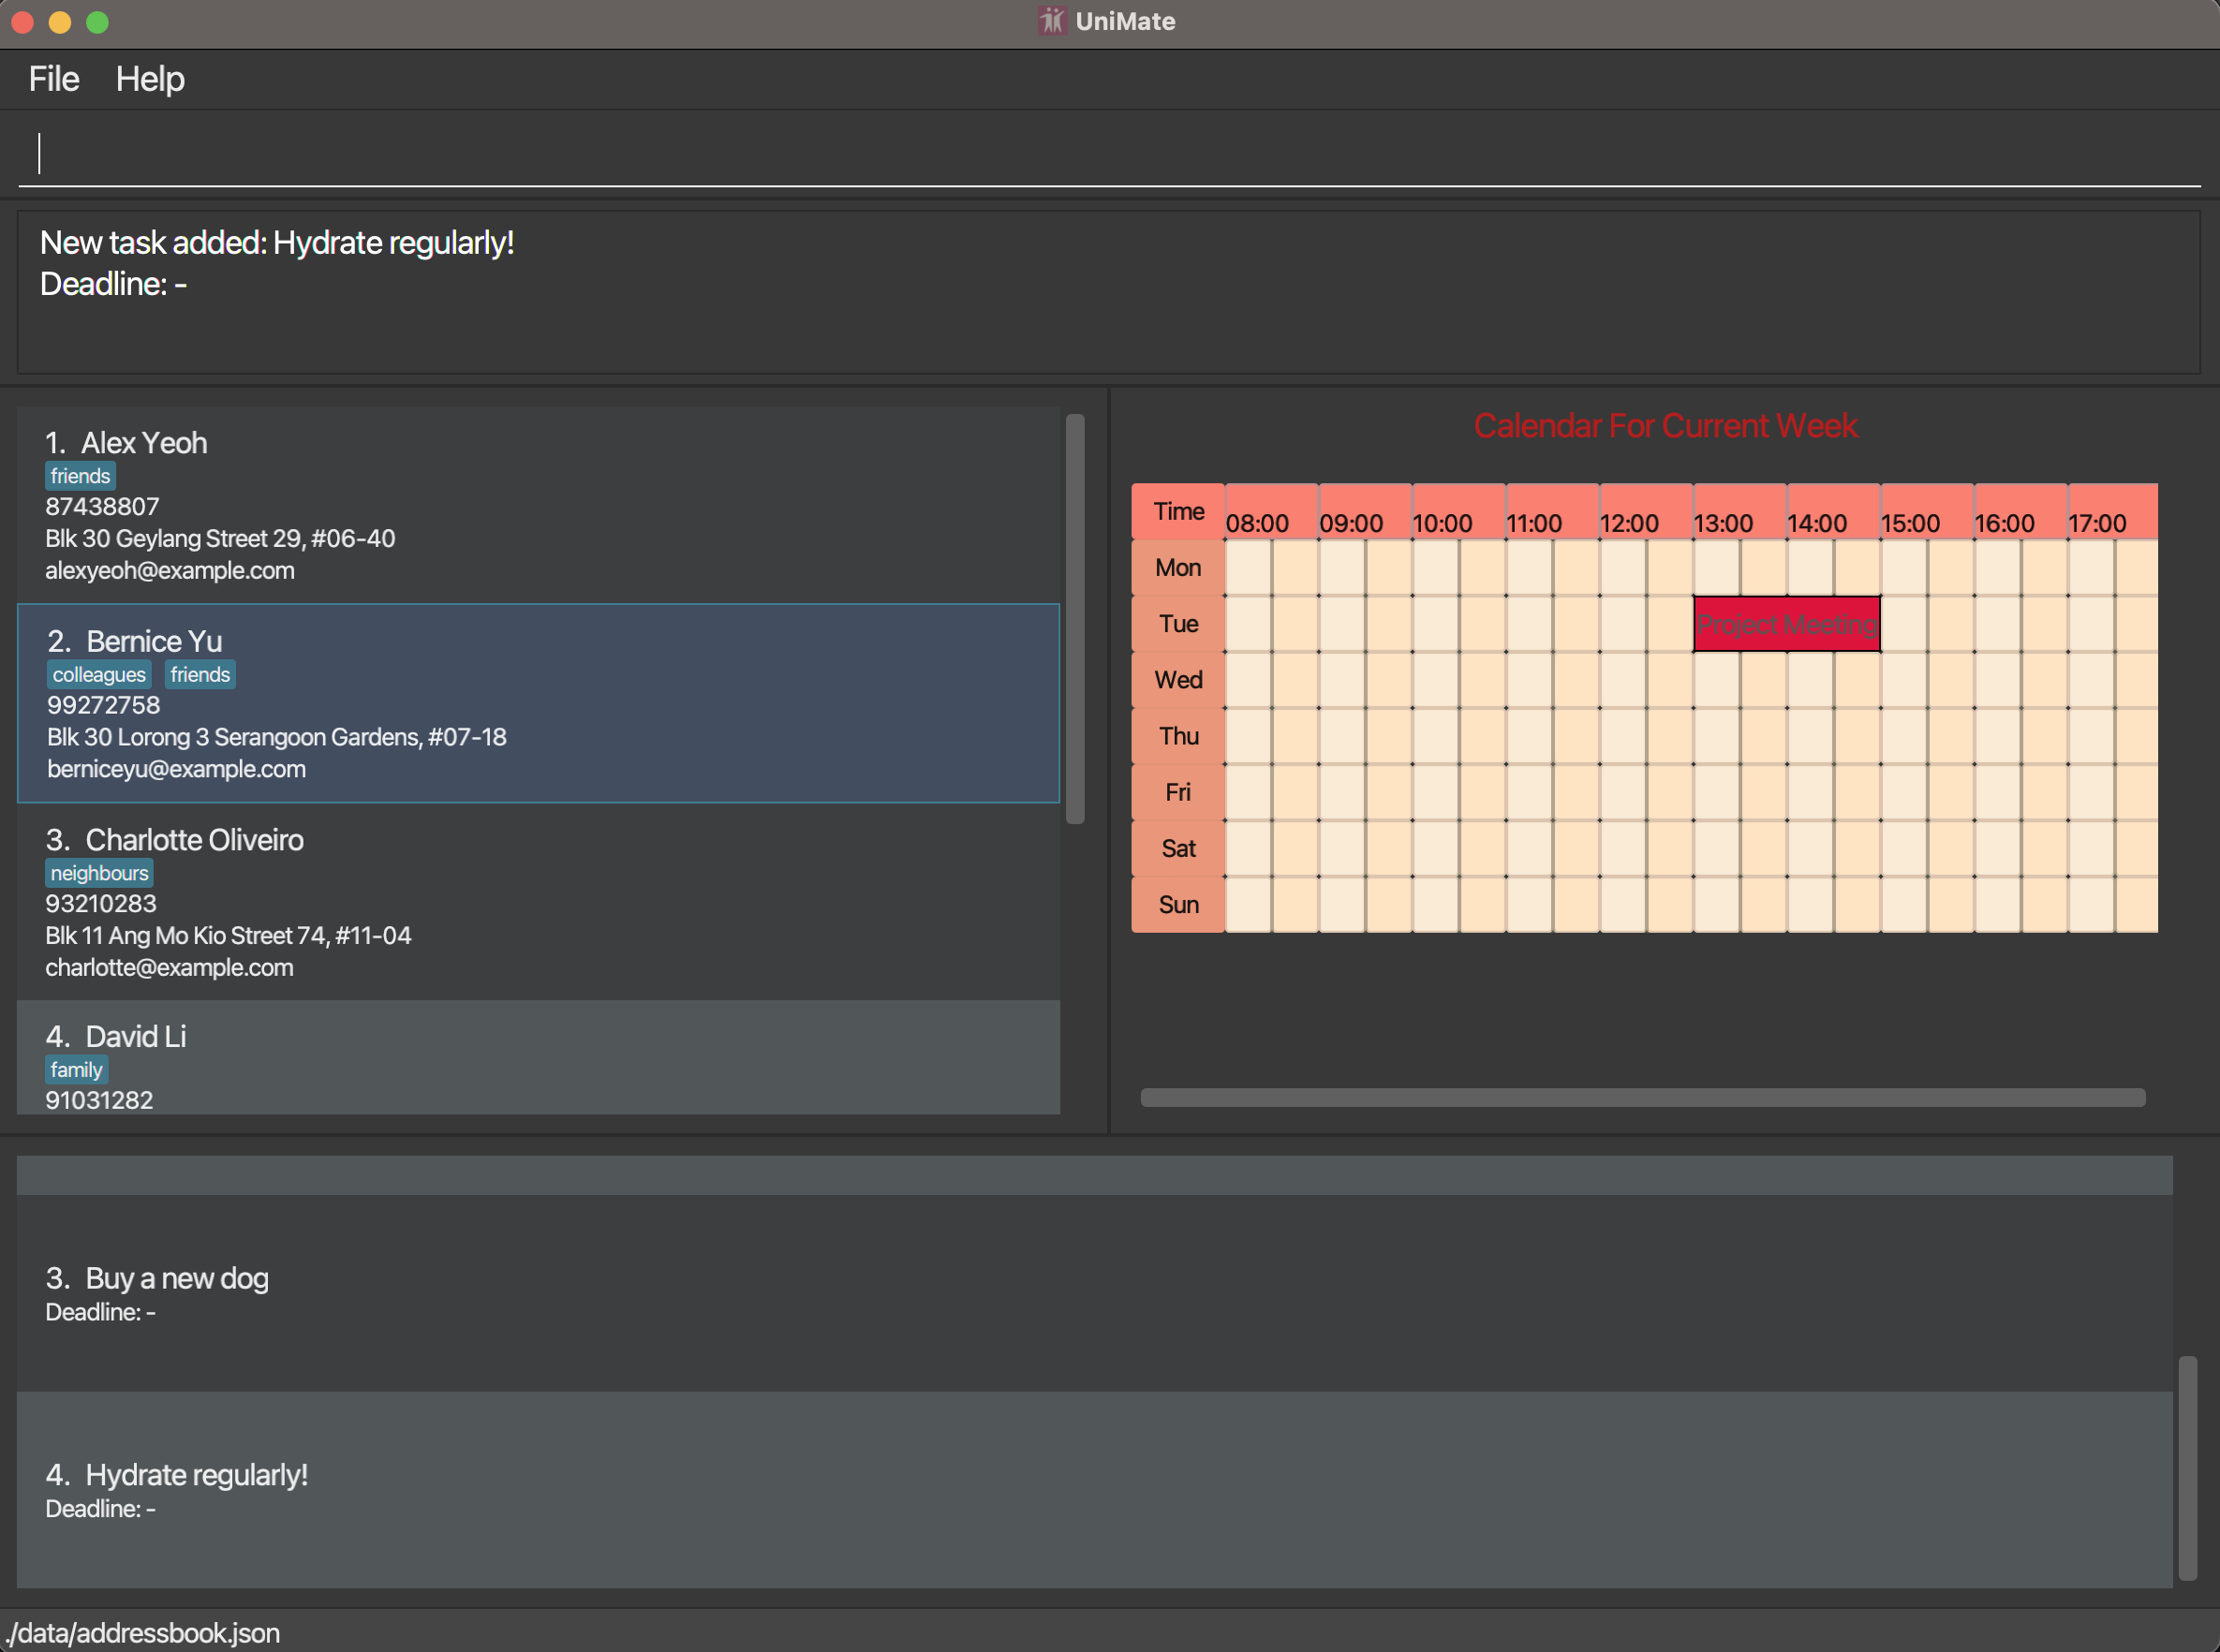 UniMate
File Help
New task added: Hydrate regularly!
Deadline: -
1. Alex Yeoh
friends
87438807
Blk 30 Geylang Street 29, #06-40
alexyeoh@example.com
2. Bernice Yu
colleagues friends
99272758
Blk 30 Lorong 3 Serangoon Gardens, #07-18
berniceyu@example.com
3. Charlotte Oliveiro
neighbours
93210283
Blk 11 Ang Mo Kio Street 74, #11-04
charlotte@example.com
4. David Li
family
91031282
Calendar For Current Week
Time 08:00 09:00 10:00 11:00 12:00 13:00 14:00 15:00 16:00 17:00
Mon
Tue Project Meeting
Wed
Thu
Fri
Sat
Sun
3. Buy a new dog
Deadline: -
4. Hydrate regularly!
Deadline: -
./data/addressbook.json